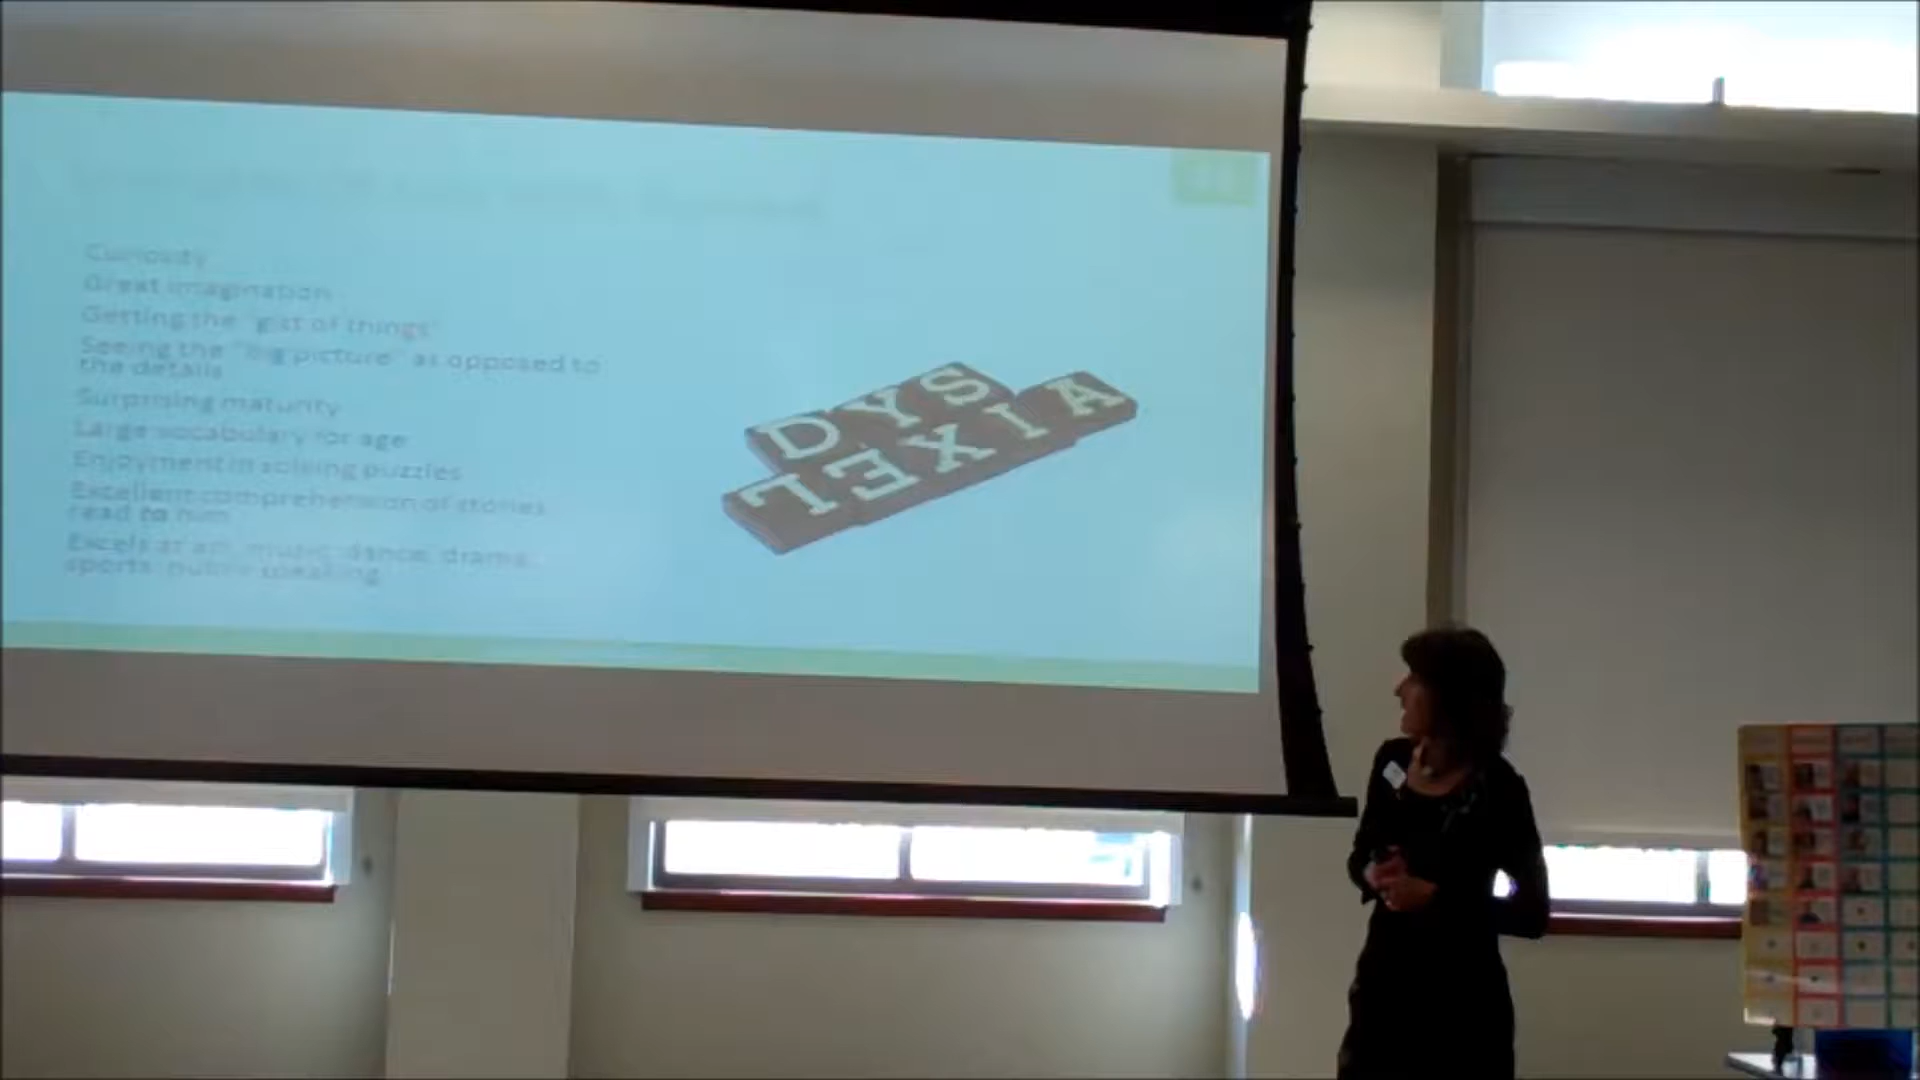 Curiosity
Great imagination
Getting the "gist of things"
Seeing the "big picture" as opposed to
the details
Surprising maturity
Large vocabulary for age
Enjoyment in solving puzzles
Excellent comprehension of stories
read to him
Excels at art, music, dance, drama,
sports, public speaking
DYS
LEXIA